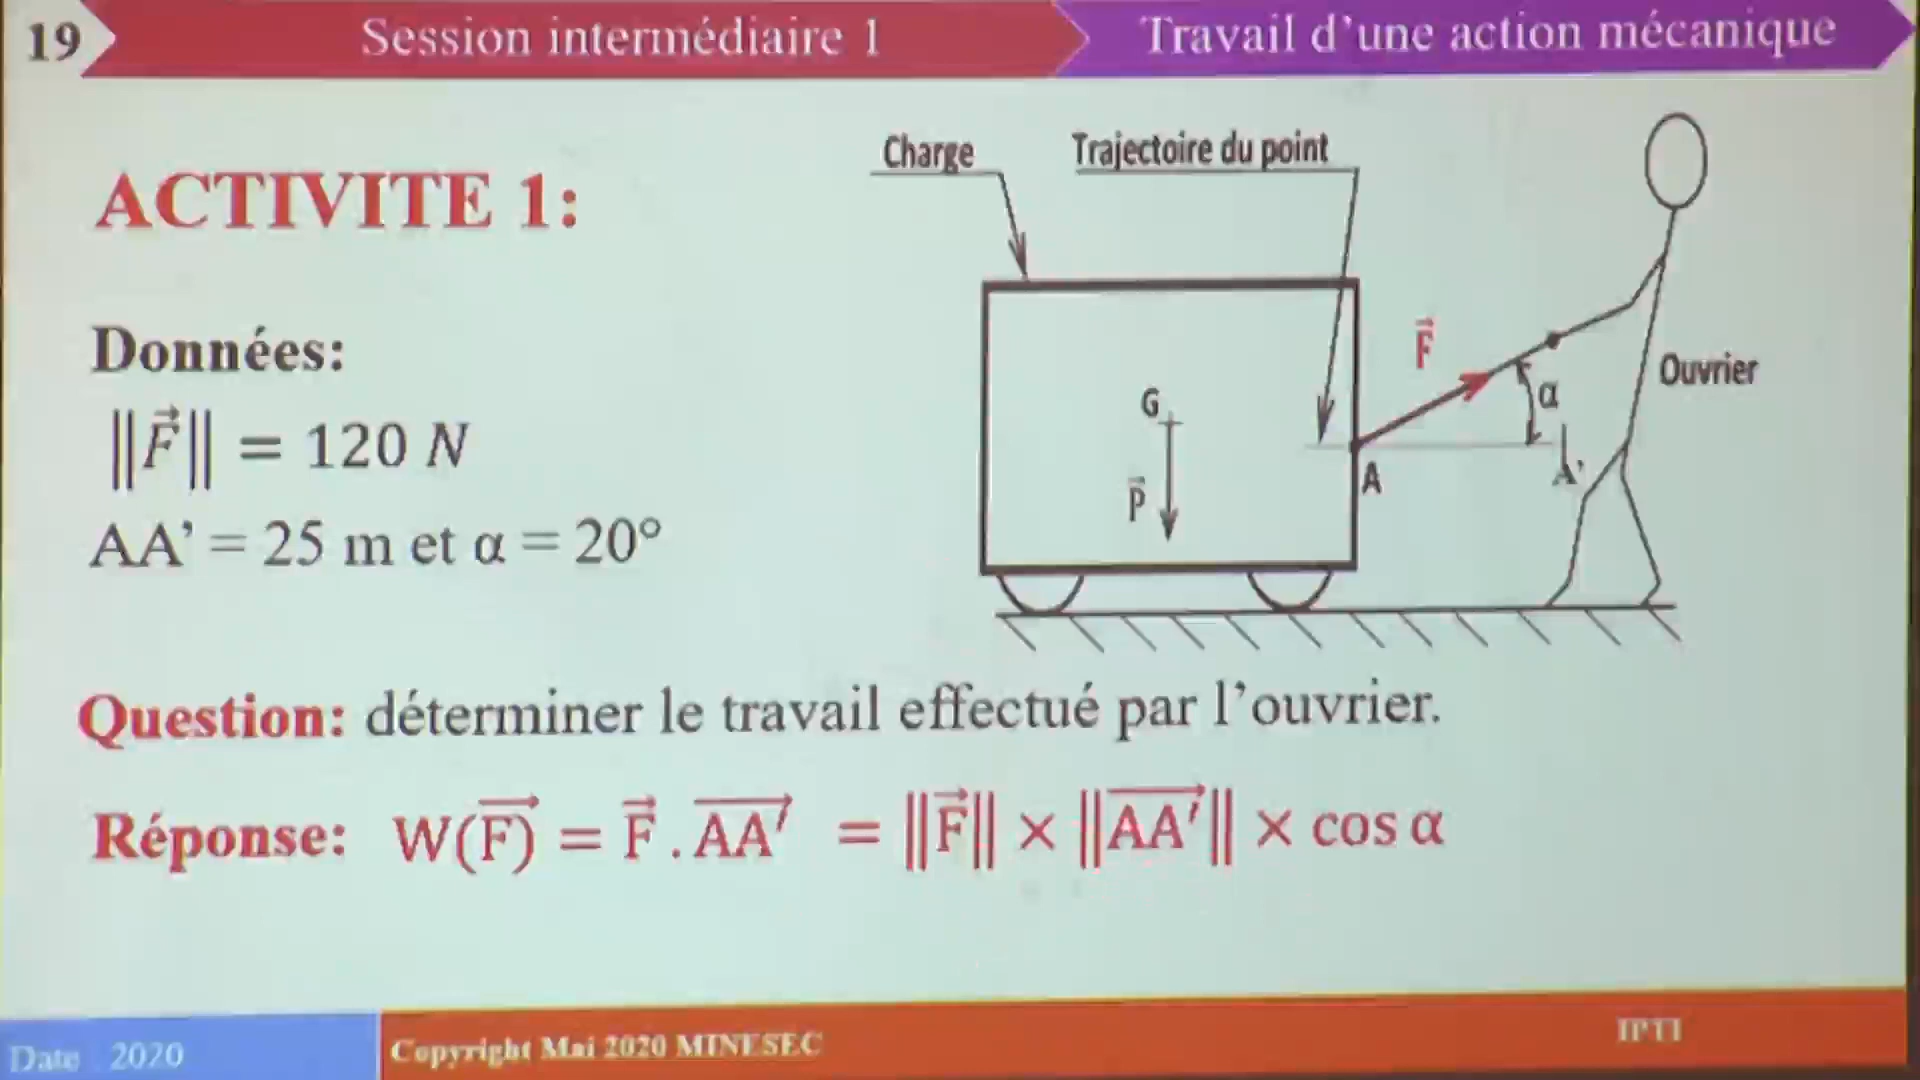 19
Session intermédiaire 1
Travail d'une action mécanique
ACTIVITE 1:
Charge
Trajectoire du point
Données:
‖F⃗‖ = 120 N
AA' = 25 m et α = 20°
F⃗
α
Ouvrier
G
P⃗
A
A'
Question: déterminer le travail effectué par l'ouvrier.
Réponse: W(F⃗) = F⃗ . AA'⃗ = ‖F⃗‖ × ‖AA'⃗‖ × cos α
Date 2020
Copyright Mai 2020 MINESEC
IPTI